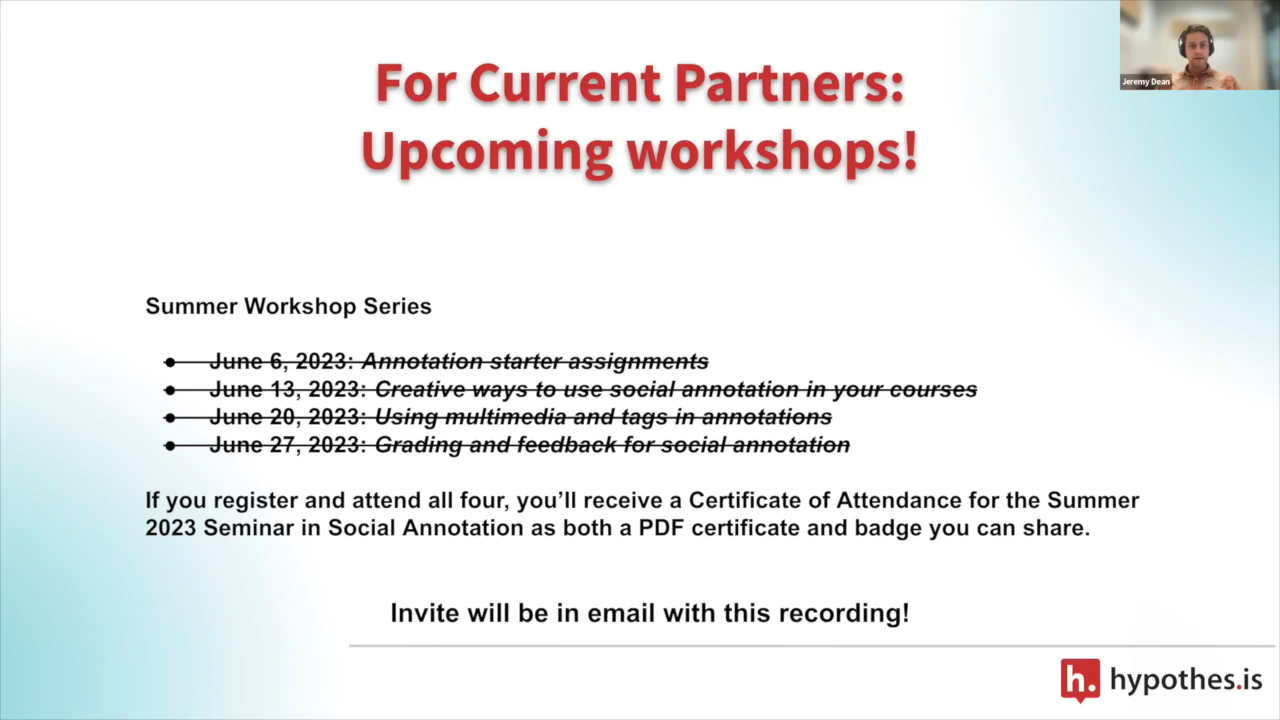 For Current Partners:
Upcoming workshops!
Jeremy Dean
Summer Workshop Series
June 6, 2023: Annotation starter assignments
June 13, 2023: Creative ways to use social annotation in your courses
June 20, 2023: Using multimedia and tags in annotations
June 27, 2023: Grading and feedback for social annotation
If you register and attend all four, you’ll receive a Certificate of Attendance for the Summer
2023 Seminar in Social Annotation as both a PDF certificate and badge you can share.
Invite will be in email with this recording!
h. hypothes.is